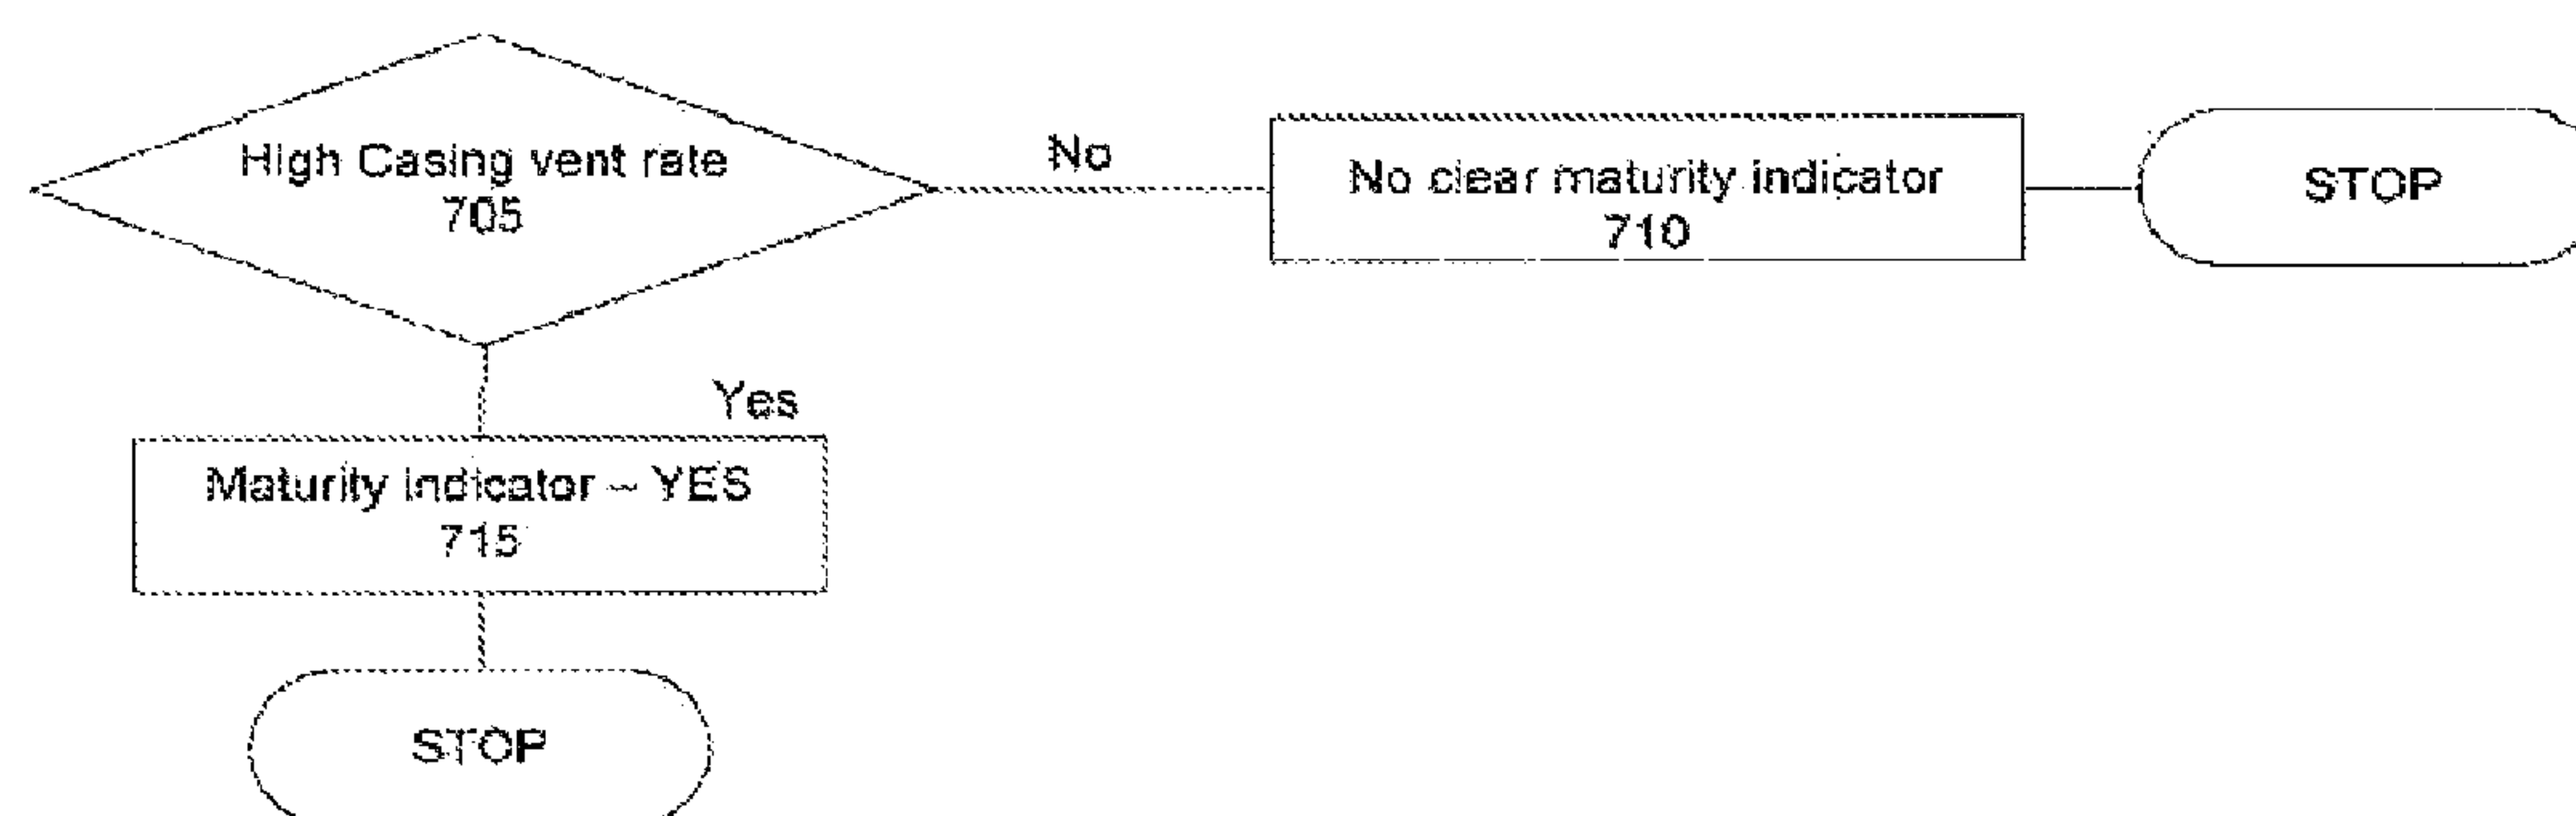 High Casing vent rate
705
No
No clear maturity indicator
710
STOP
Yes
Maturity indicator – YES
715
STOP